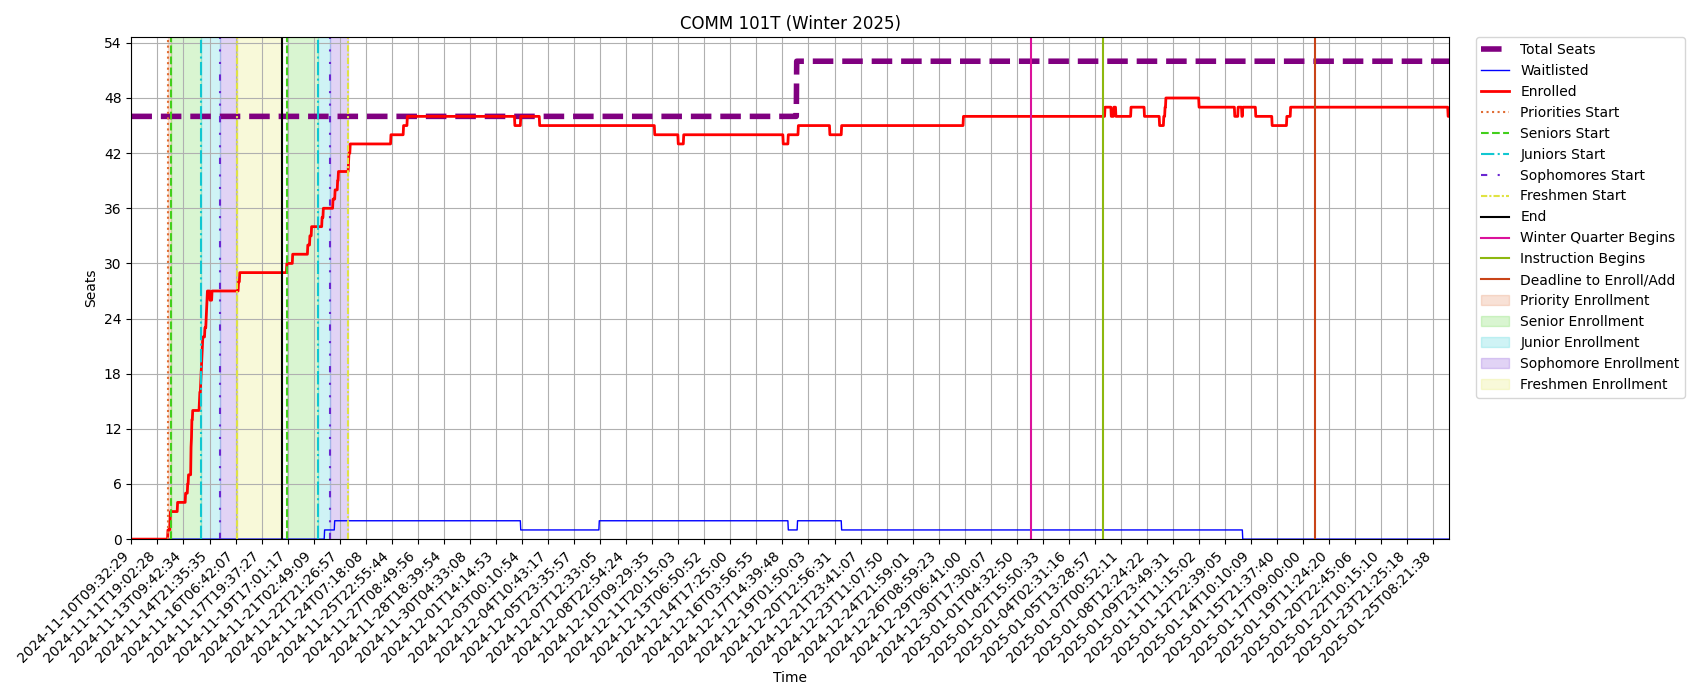 COMM 101T (Winter 2025)
54
48
42
36
30
24
18
12
6
0
Seats
2024-11-10T09:32:29
2024-11-11T19:02:28
2024-11-13T09:42:34
2024-11-14T21:35:35
2024-11-16T06:42:07
2024-11-17T19:37:27
2024-11-19T17:01:17
2024-11-21T02:49:09
2024-11-22T21:26:57
2024-11-24T07:18:08
2024-11-25T22:55:44
2024-11-27T08:49:56
2024-11-28T18:39:54
2024-11-30T04:33:08
2024-12-01T14:14:53
2024-12-03T00:10:54
2024-12-04T10:43:17
2024-12-05T23:35:57
2024-12-07T12:33:05
2024-12-08T22:54:24
2024-12-10T09:29:35
2024-12-11T20:15:03
2024-12-13T06:50:52
2024-12-14T17:25:00
2024-12-16T03:56:55
2024-12-17T14:39:48
2024-12-19T01:50:03
2024-12-20T12:56:31
2024-12-21T23:41:07
2024-12-23T11:07:50
2024-12-24T21:59:01
2024-12-26T08:59:23
2024-12-29T06:41:00
2024-12-30T17:30:07
2025-01-01T04:32:50
2025-01-02T15:50:33
2025-01-04T02:31:16
2025-01-05T13:28:57
2025-01-07T00:52:11
2025-01-08T12:24:22
2025-01-09T23:49:31
2025-01-11T11:15:02
2025-01-12T22:39:05
2025-01-14T10:10:09
2025-01-15T21:37:40
2025-01-17T09:00:00
2025-01-19T11:24:20
2025-01-20T22:45:06
2025-01-22T10:15:10
2025-01-23T21:25:18
2025-01-25T08:21:38
Time
Total Seats
Waitlisted
Enrolled
Priorities Start
Seniors Start
Juniors Start
Sophomores Start
Freshmen Start
End
Winter Quarter Begins
Instruction Begins
Deadline to Enroll/Add
Priority Enrollment
Senior Enrollment
Junior Enrollment
Sophomore Enrollment
Freshmen Enrollment